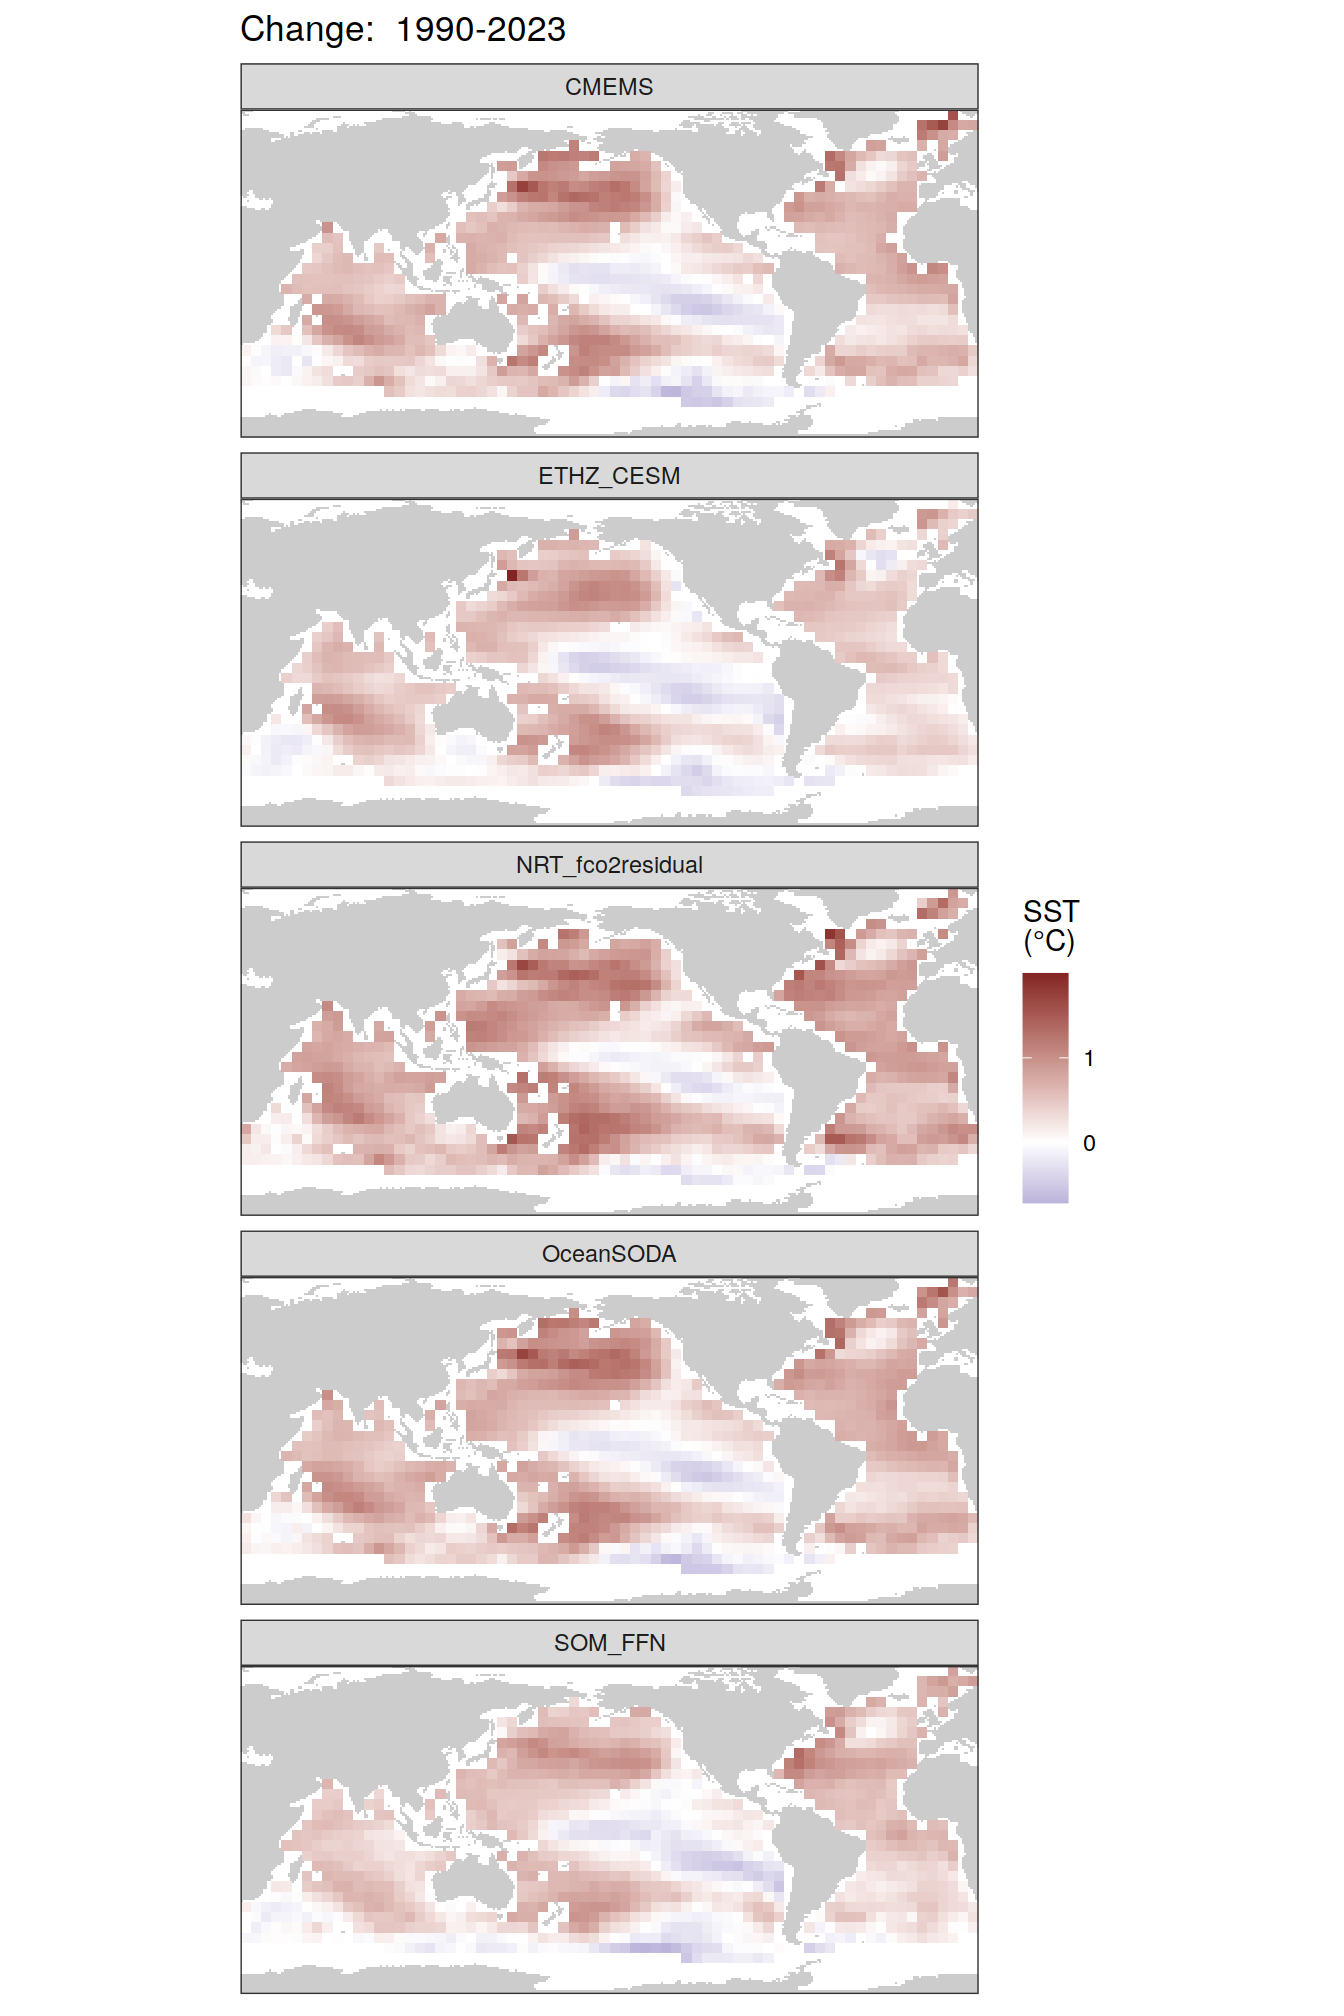 Change:  1990-2023
CMEMS
ETHZ_CESM
NRT_fco2residual
SST
(°C)
1
0
OceanSODA
SOM_FFN